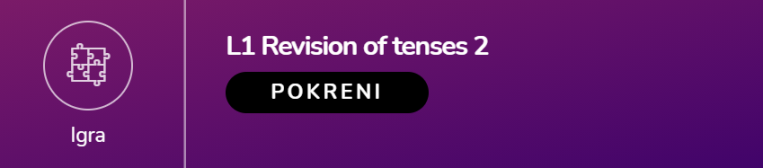 L1 Revision of tenses 2
POKRENI
Igra